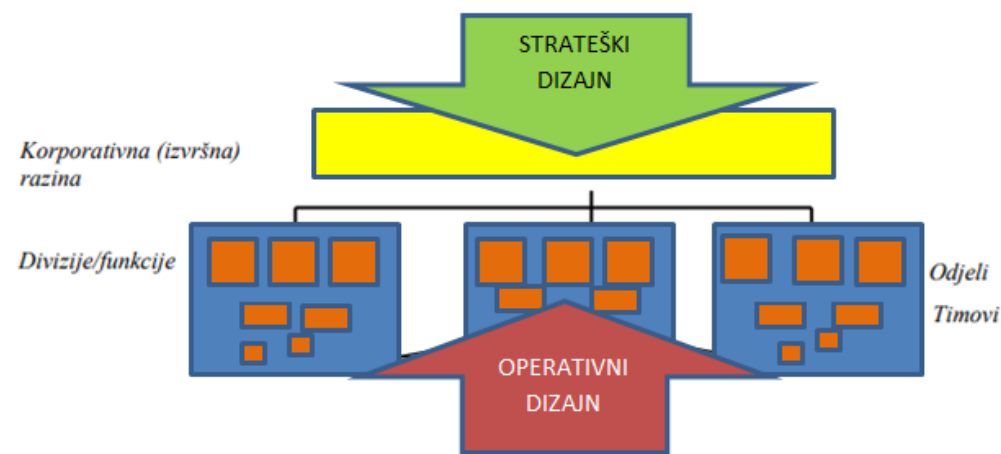 STRATEŠKI
DIZAJN
Korporativna (izvršna)
razina
Divizije/funkcije
Odjeli
Timovi
OPERATIVNI
DIZAJN